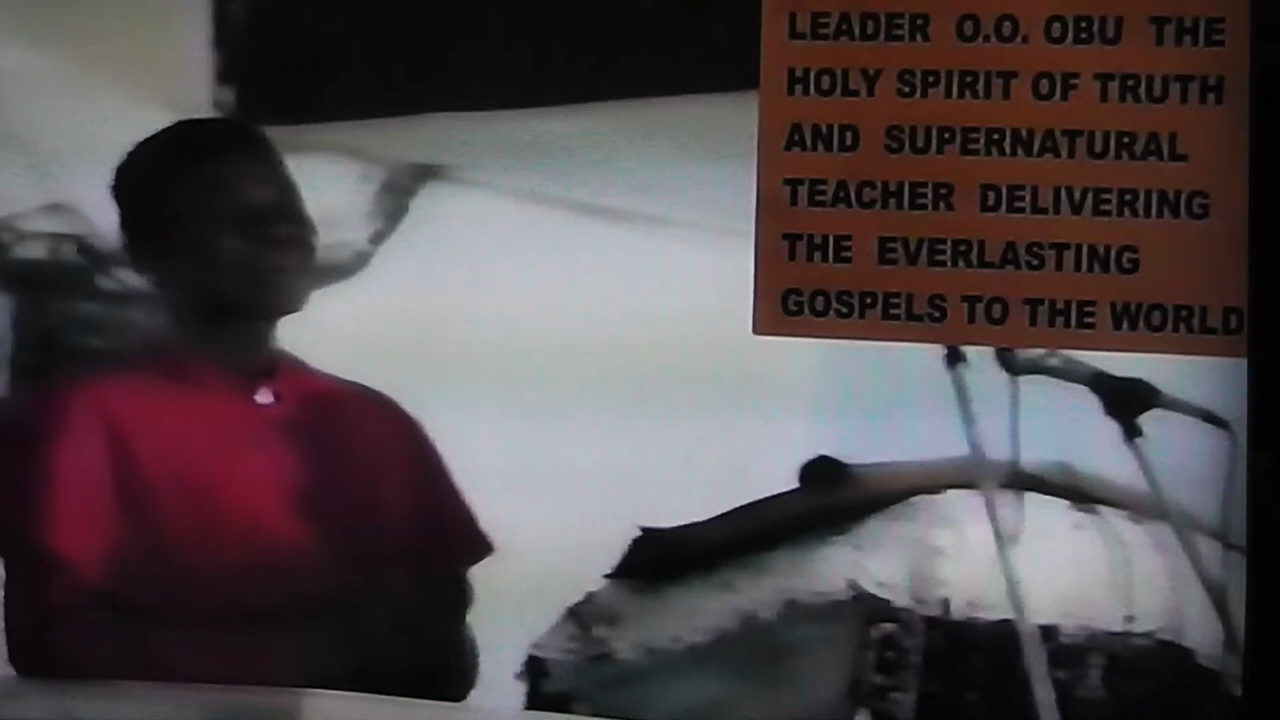 LEADER O.O. OBU THE
HOLY SPIRIT OF TRUTH
AND SUPERNATURAL
TEACHER DELIVERING
THE EVERLASTING
GOSPELS TO THE WORLD